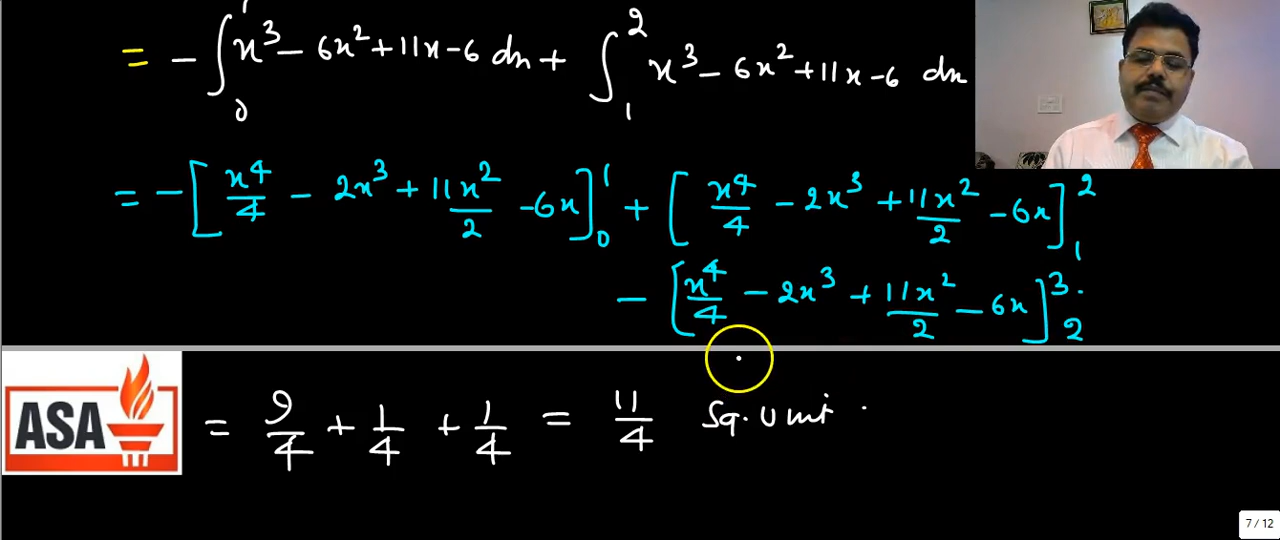 = - ∫₀¹ x³ - 6x² + 11x - 6 dx + ∫₁² x³ - 6x² + 11x - 6 dx
= - [x⁴/4 - 2x³ + 11x²/2 - 6x]₀¹ + [x⁴/4 - 2x³ + 11x²/2 - 6x]₁²
- [x⁴/4 - 2x³ + 11x²/2 - 6x]₂³.
ASA
= 9/4 + 1/4 + 1/4 = 11/4 Sq. Unit.
7 / 12